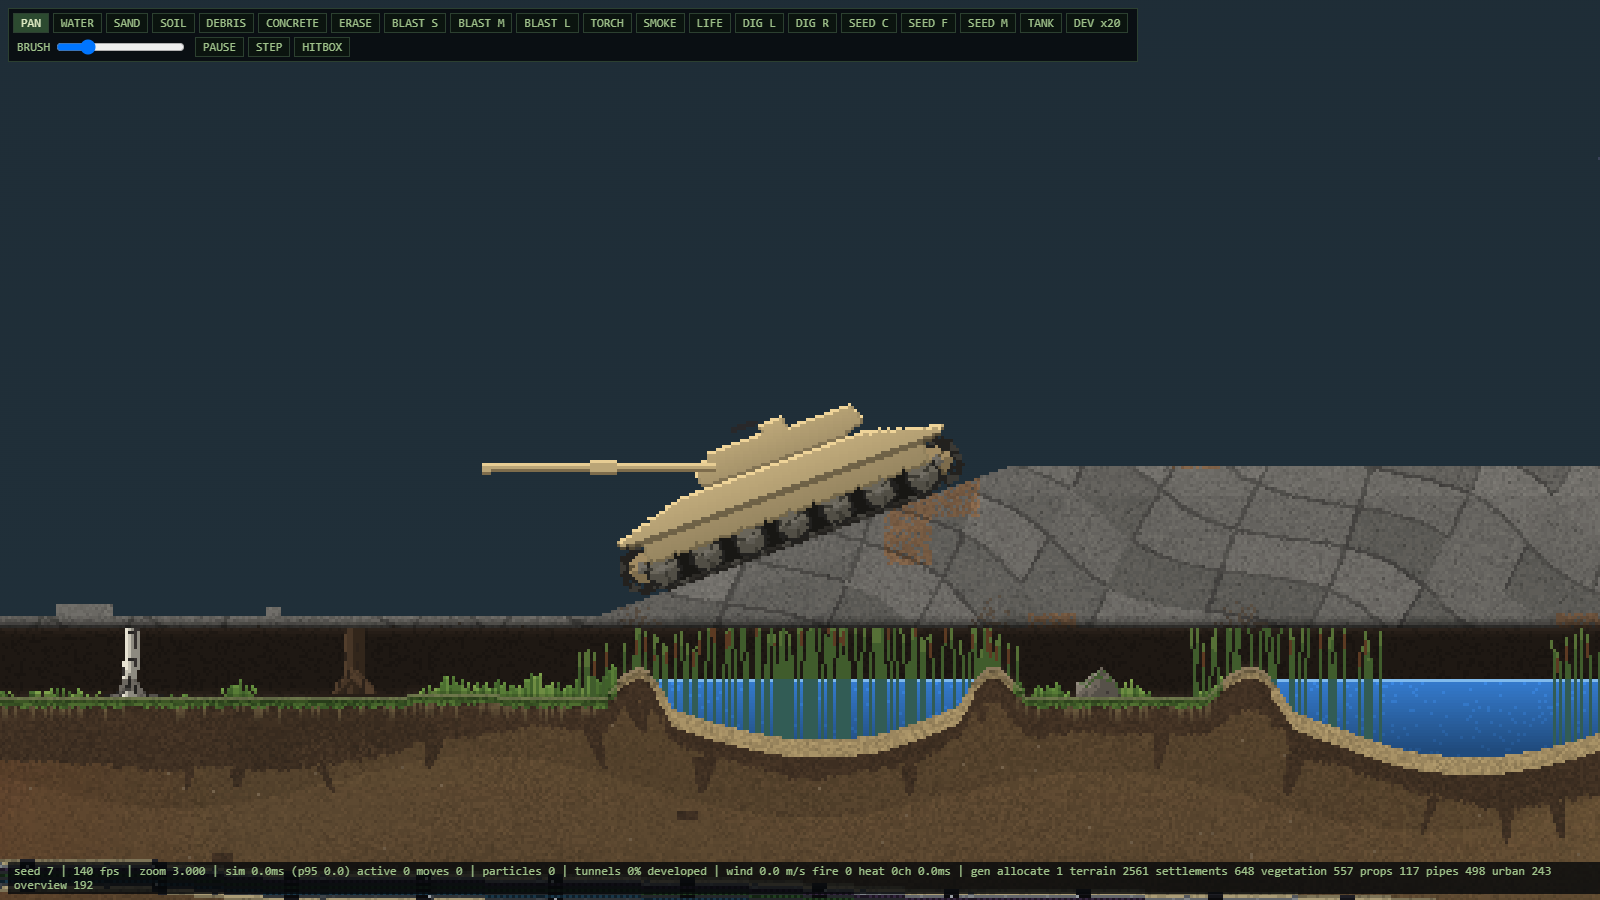 PAN WATER SAND SOIL DEBRIS CONCRETE ERASE BLAST S BLAST M BLAST L TORCH SMOKE LIFE DIG L DIG R SEED C SEED F SEED M TANK DEV x20
BRUSH PAUSE STEP HITBOX
seed 7 | 140 fps | zoom 3.000 | sim 0.0ms (p95 0.0) active 0 moves 0 | particles 0 | tunnels 0% developed | wind 0.0 m/s fire 0 heat 0ch 0.0ms | gen allocate 1 terrain 2561 settlements 648 vegetation 557 props 117 pipes 498 urban 243
overview 192